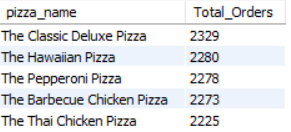 pizza_name Total_Orders
The Classic Deluxe Pizza 2329
The Hawaiian Pizza 2280
The Pepperoni Pizza 2278
The Barbecue Chicken Pizza 2273
The Thai Chicken Pizza 2225